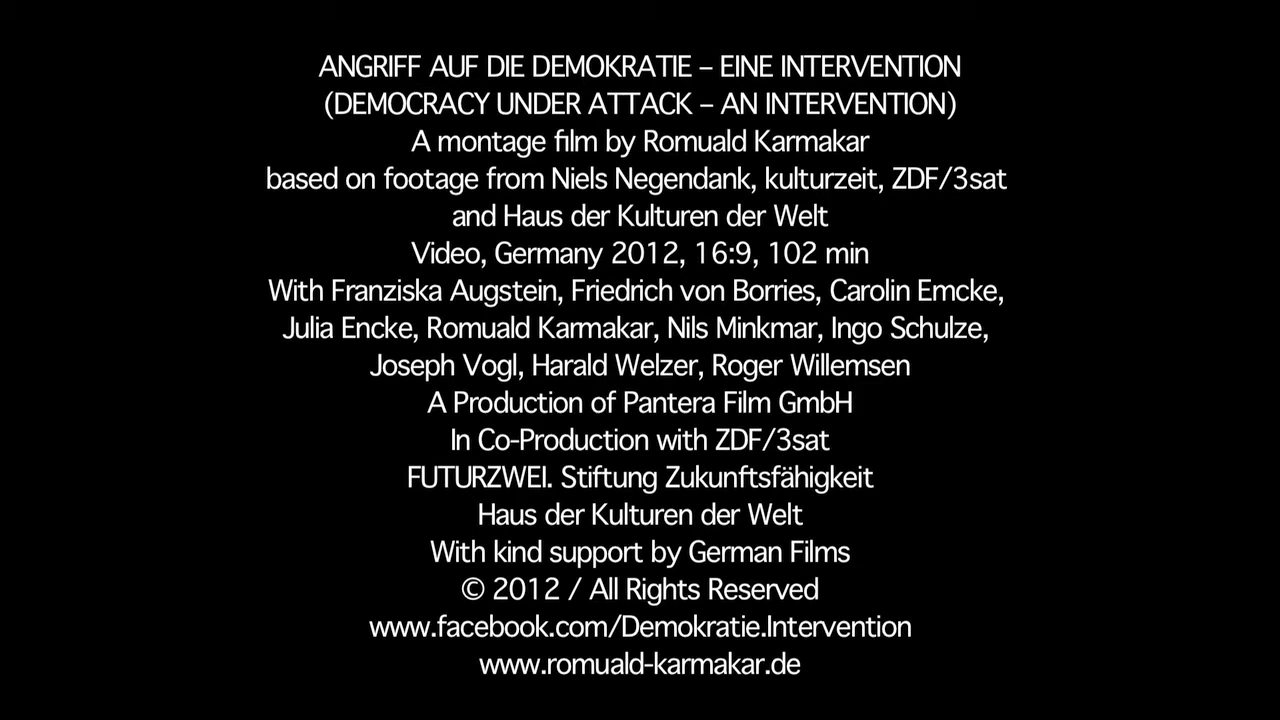 ANGRIFF AUF DIE DEMOKRATIE – EINE INTERVENTION
(DEMOCRACY UNDER ATTACK – AN INTERVENTION)
A montage film by Romuald Karmakar
based on footage from Niels Negendank, kulturzeit, ZDF/3sat
and Haus der Kulturen der Welt
Video, Germany 2012, 16:9, 102 min
With Franziska Augstein, Friedrich von Borries, Carolin Emcke,
Julia Encke, Romuald Karmakar, Nils Minkmar, Ingo Schulze,
Joseph Vogl, Harald Welzer, Roger Willemsen
A Production of Pantera Film GmbH
In Co-Production with ZDF/3sat
FUTURZWEI. Stiftung Zukunftsfähigkeit
Haus der Kulturen der Welt
With kind support by German Films
© 2012 / All Rights Reserved
www.facebook.com/Demokratie.Intervention
www.romuald-karmakar.de